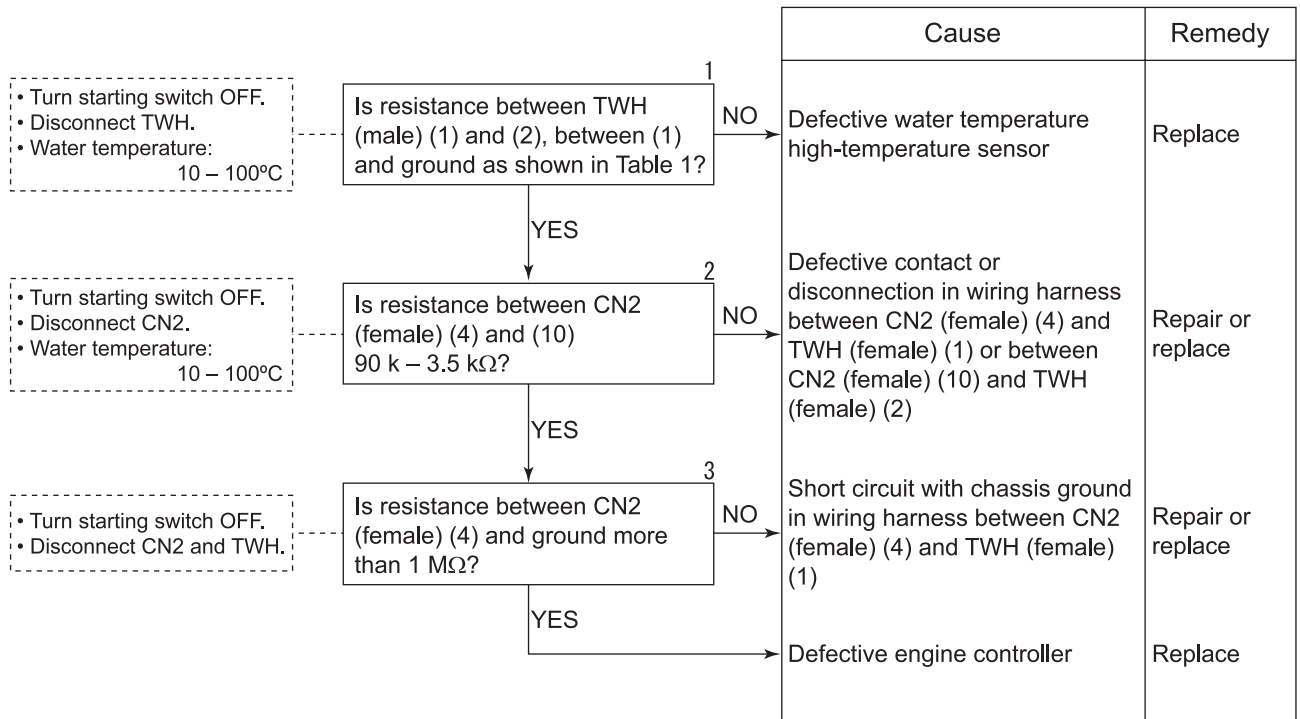 Cause
Remedy
• Turn starting switch OFF.
• Disconnect TWH.
• Water temperature:
10 – 100ºC
1
Is resistance between TWH
(male) (1) and (2), between (1)
and ground as shown in Table 1?
NO
Defective water temperature
high-temperature sensor
Replace
YES
• Turn starting switch OFF.
• Disconnect CN2.
• Water temperature:
10 – 100ºC
2
Is resistance between CN2
(female) (4) and (10)
90 k – 3.5 kΩ?
NO
Defective contact or
disconnection in wiring harness
between CN2 (female) (4) and
TWH (female) (1) or between
CN2 (female) (10) and TWH
(female) (2)
Repair or
replace
YES
• Turn starting switch OFF.
• Disconnect CN2 and TWH.
3
Is resistance between CN2
(female) (4) and ground more
than 1 MΩ?
NO
Short circuit with chassis ground
in wiring harness between CN2
(female) (4) and TWH (female)
(1)
Repair or
replace
YES
Defective engine controller
Replace